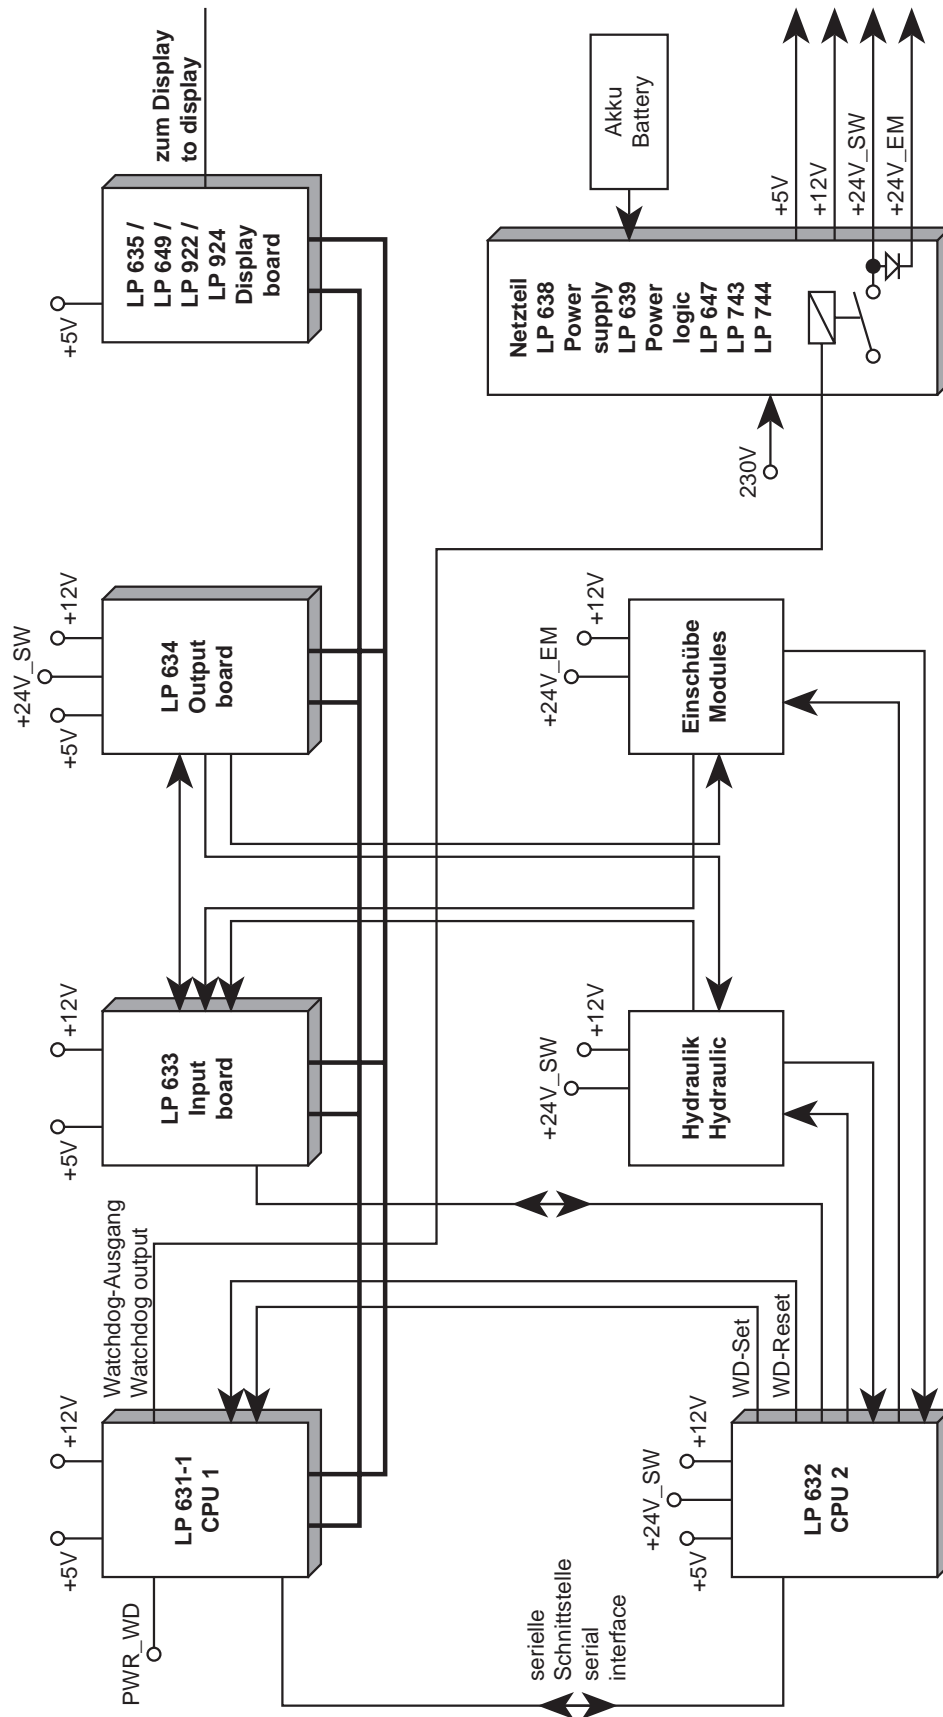 PWR_WD
+5V
+12V
LP 631-1
CPU 1
Watchdog-Ausgang
Watchdog output
+5V
+12V
LP 633
Input
board
+5V
+24V_SW
+12V
LP 634
Output
board
+5V
LP 635 /
LP 649 /
LP 922 /
LP 924
Display
board
zum Display
to display
serielle
Schnittstelle
serial
interface
+5V
+24V_SW
+12V
LP 632
CPU 2
WD-Set
WD-Reset
+24V_SW
+12V
Hydraulik
Hydraulic
+24V_EM
+12V
Einschübe
Modules
230V
Netzteil
LP 638
Power
supply
LP 639
Power
logic
LP 647
LP 743
LP 744
Akku
Battery
+5V
+12V
+24V_SW
+24V_EM